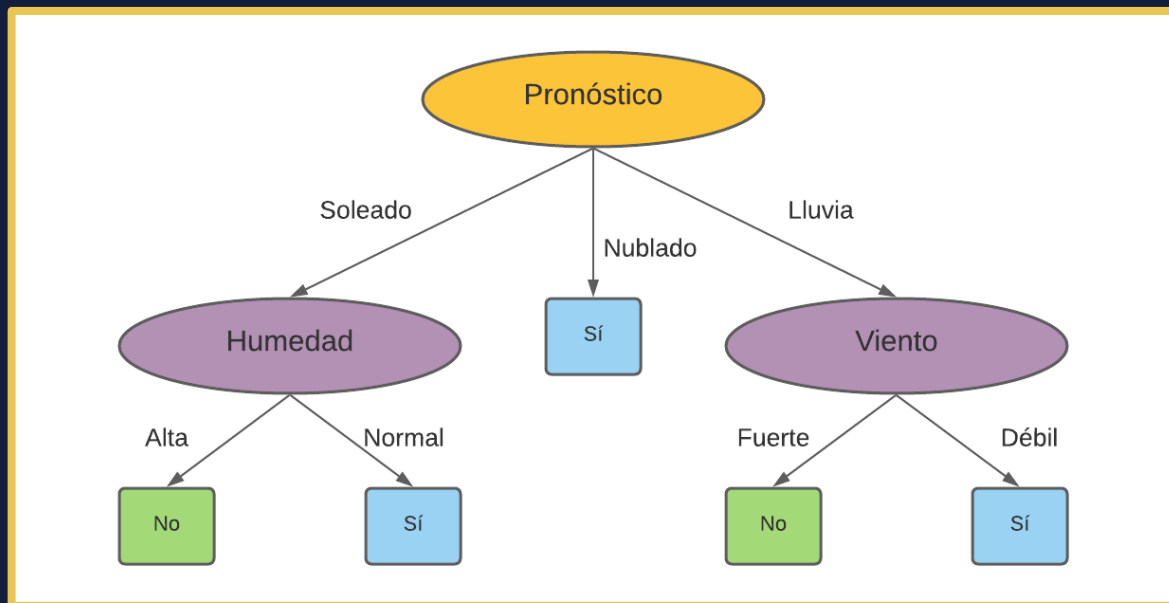 Pronóstico
Soleado
Nublado
Lluvia
Humedad
Sí
Viento
Alta
Normal
Fuerte
Débil
No
Sí
No
Sí